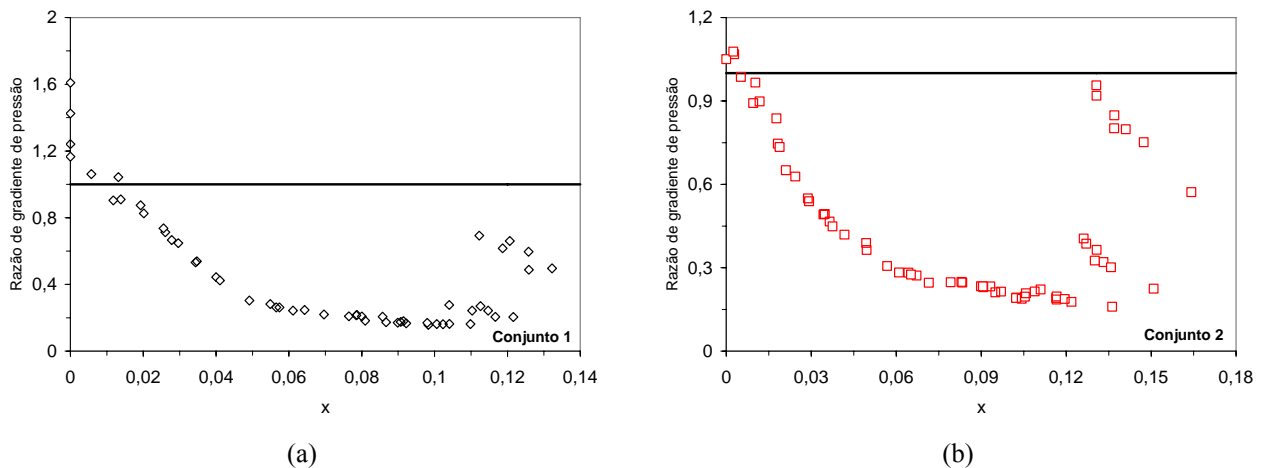 Razão de gradiente de pressão
2
1,6
1,2
0,8
0,4
0
0 0,02 0,04 0,06 0,08 0,1 0,12 0,14
x
Conjunto 1
(a)
Razão de gradiente de pressão
1,2
0,9
0,6
0,3
0
0 0,03 0,06 0,09 0,12 0,15 0,18
x
Conjunto 2
(b)